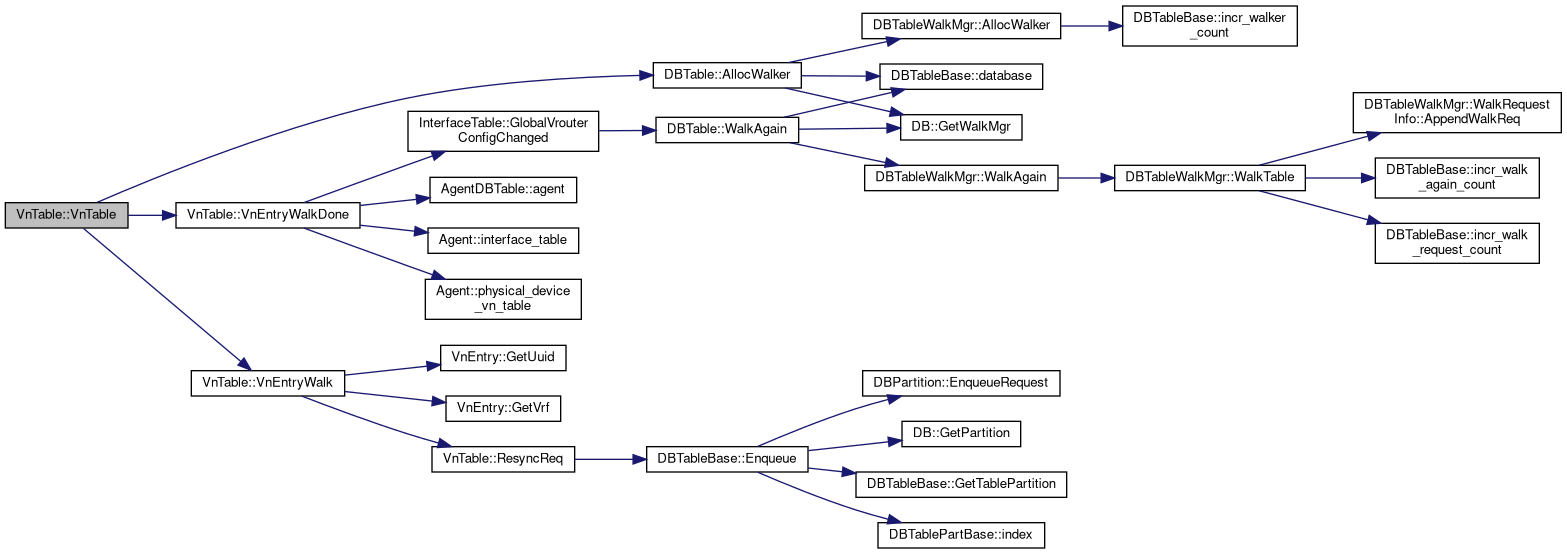 VnTable::VnTable
DBTable::AllocWalker
DBTableWalkMgr::AllocWalker
DBTableBase::incr_walker
_count
DBTableBase::database
DB::GetWalkMgr
VnTable::VnEntryWalkDone
InterfaceTable::GlobalVrouter
ConfigChanged
DBTable::WalkAgain
DBTableWalkMgr::WalkAgain
DBTableWalkMgr::WalkTable
DBTableWalkMgr::WalkRequest
Info::AppendWalkReq
DBTableBase::incr_walk
_again_count
DBTableBase::incr_walk
_request_count
AgentDBTable::agent
Agent::interface_table
Agent::physical_device
_vn_table
VnTable::VnEntryWalk
VnEntry::GetUuid
VnEntry::GetVrf
VnTable::ResyncReq
DBTableBase::Enqueue
DBPartition::EnqueueRequest
DB::GetPartition
DBTableBase::GetTablePartition
DBTablePartBase::index